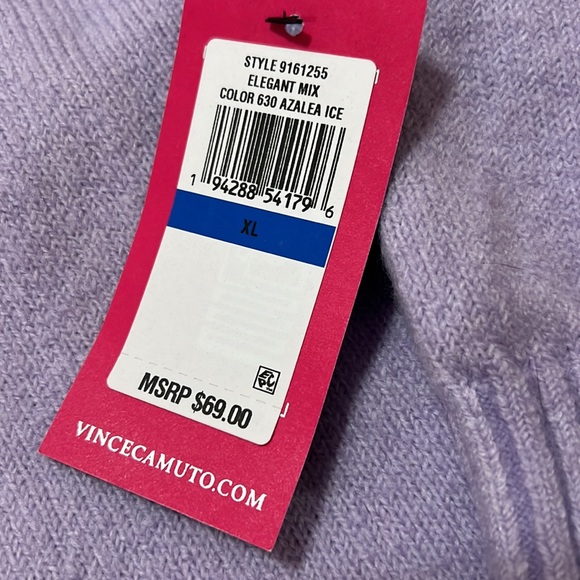 STYLE 9161255
ELEGANT MIX
COLOR 630 AZALEA ICE
1 94288 54179 6
XL
MSRP $69.00
VINCECAMUTO.COM